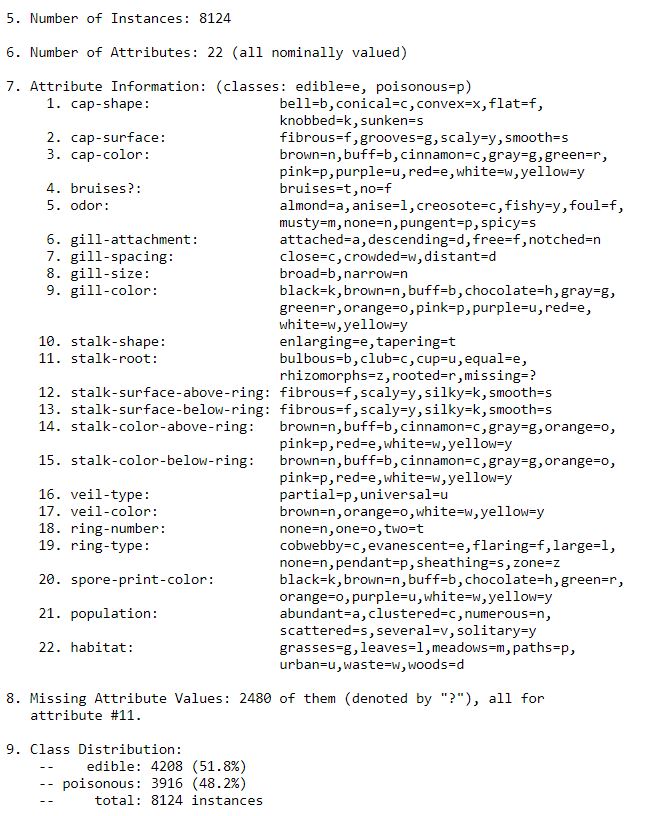 5. Number of Instances: 8124
6. Number of Attributes: 22 (all nominally valued)
7. Attribute Information: (classes: edible=e, poisonous=p)
1. cap-shape: bell=b,conical=c,convex=x,flat=f,
knobbed=k,sunken=s
2. cap-surface: fibrous=f,grooves=g,scaly=y,smooth=s
3. cap-color: brown=n,buff=b,cinnamon=c,gray=g,green=r,
pink=p,purple=u,red=e,white=w,yellow=y
4. bruises?: bruises=t,no=f
5. odor: almond=a,anise=l,creosote=c,fishy=y,foul=f,
musty=m,none=n,pungent=p,spicy=s
6. gill-attachment: attached=a,descending=d,free=f,notched=n
7. gill-spacing: close=c,crowded=w,distant=d
8. gill-size: broad=b,narrow=n
9. gill-color: black=k,brown=n,buff=b,chocolate=h,gray=g,
green=r,orange=o,pink=p,purple=u,red=e,
white=w,yellow=y
10. stalk-shape: enlarging=e,tapering=t
11. stalk-root: bulbous=b,club=c,cup=u,equal=e,
rhizomorphs=z,rooted=r,missing=?
12. stalk-surface-above-ring: fibrous=f,scaly=y,silky=k,smooth=s
13. stalk-surface-below-ring: fibrous=f,scaly=y,silky=k,smooth=s
14. stalk-color-above-ring: brown=n,buff=b,cinnamon=c,gray=g,orange=o,
pink=p,red=e,white=w,yellow=y
15. stalk-color-below-ring: brown=n,buff=b,cinnamon=c,gray=g,orange=o,
pink=p,red=e,white=w,yellow=y
16. veil-type: partial=p,universal=u
17. veil-color: brown=n,orange=o,white=w,yellow=y
18. ring-number: none=n,one=o,two=t
19. ring-type: cobwebby=c,evanescent=e,flaring=f,large=l,
none=n,pendant=p,sheathing=s,zone=z
20. spore-print-color: black=k,brown=n,buff=b,chocolate=h,green=r,
orange=o,purple=u,white=w,yellow=y
21. population: abundant=a,clustered=c,numerous=n,
scattered=s,several=v,solitary=y
22. habitat: grasses=g,leaves=l,meadows=m,paths=p,
urban=u,waste=w,woods=d
8. Missing Attribute Values: 2480 of them (denoted by "?"), all for
attribute #11.
9. Class Distribution:
-- edible: 4208 (51.8%)
-- poisonous: 3916 (48.2%)
-- total: 8124 instances